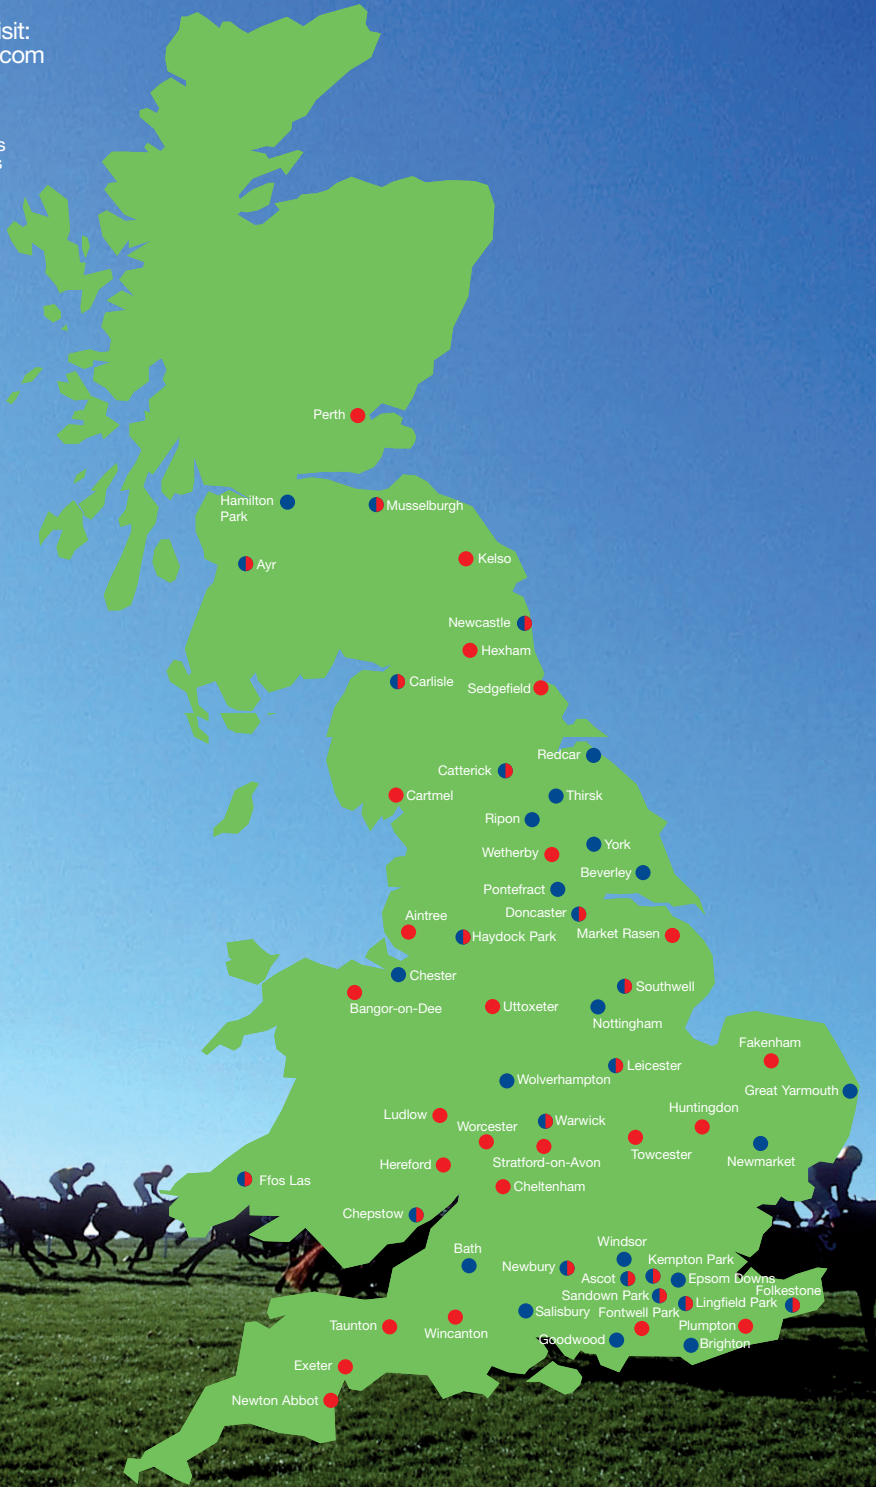 isit:
.com
s
s
Perth
Hamilton
Park
Musselburgh
Ayr
Kelso
Newcastle
Hexham
Carlisle
Sedgefield
Redcar
Catterick
Cartmel
Thirsk
Ripon
York
Wetherby
Beverley
Pontefract
Doncaster
Aintree
Haydock Park
Market Rasen
Chester
Southwell
Bangor-on-Dee
Uttoxeter
Nottingham
Fakenham
Leicester
Wolverhampton
Great Yarmouth
Huntingdon
Ludlow
Worcester
Warwick
Towcester
Newmarket
Stratford-on-Avon
Hereford
Ffos Las
Cheltenham
Chepstow
Windsor
Bath
Kempton Park
Newbury
Ascot
Epsom Downs
Folkestone
Sandown Park
Lingfield Park
Salisbury
Fontwell Park
Taunton
Wincanton
Plumpton
Goodwood
Brighton
Exeter
Newton Abbot